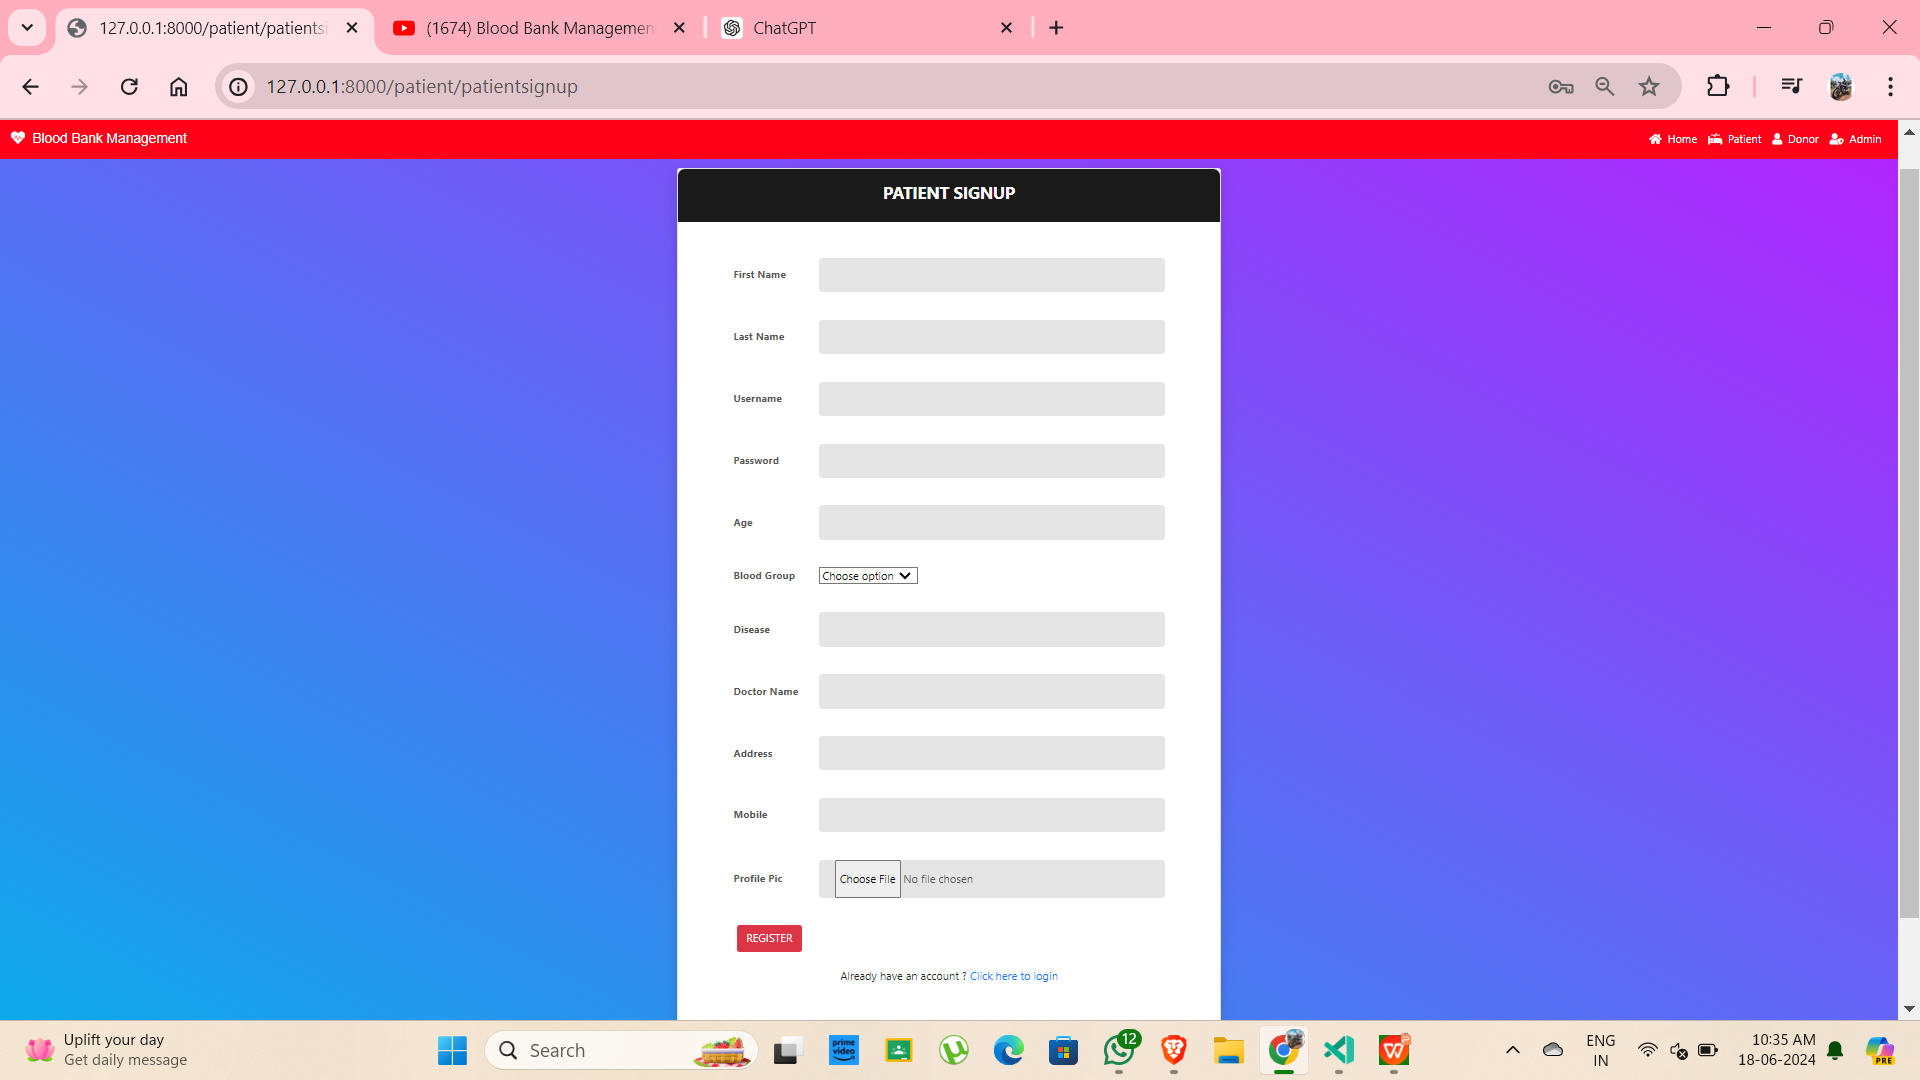 127.0.0.1:8000/patient/patientsi
(1674) Blood Bank Managemen
ChatGPT
127.0.0.1:8000/patient/patientsignup
Blood Bank Management
Home
Patient
Donor
Admin
PATIENT SIGNUP
First Name
Last Name
Username
Password
Age
Blood Group
Choose option
Disease
Doctor Name
Address
Mobile
Profile Pic
Choose File No file chosen
REGISTER
Already have an account ? Click here to login
Uplift your day
Get daily message
Search
prime video
12
ENG
IN
10:35 AM
18-06-2024
PRE